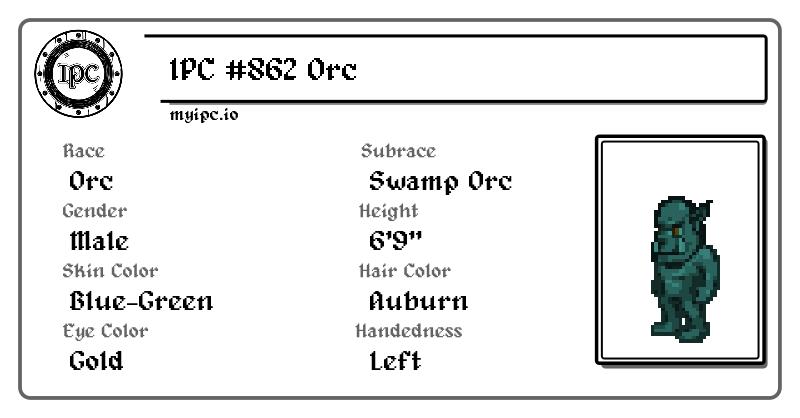 IPC
IPC #862 Orc
myipc.io
Race
Orc
Subrace
Swamp Orc
Gender
Male
Height
6'9"
Skin Color
Blue-Green
Hair Color
Auburn
Eye Color
Gold
Handedness
Left